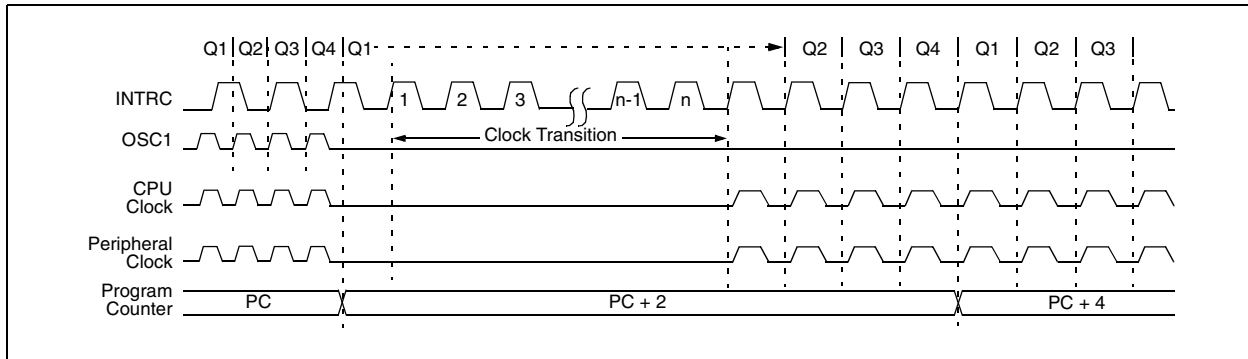 Q1 Q2 Q3 Q4 Q1 Q2 Q3 Q4 Q1 Q2 Q3
INTRC
1 2 3 n-1 n
Clock Transition
OSC1
CPU
Clock
Peripheral
Clock
Program
Counter
PC PC + 2 PC + 4